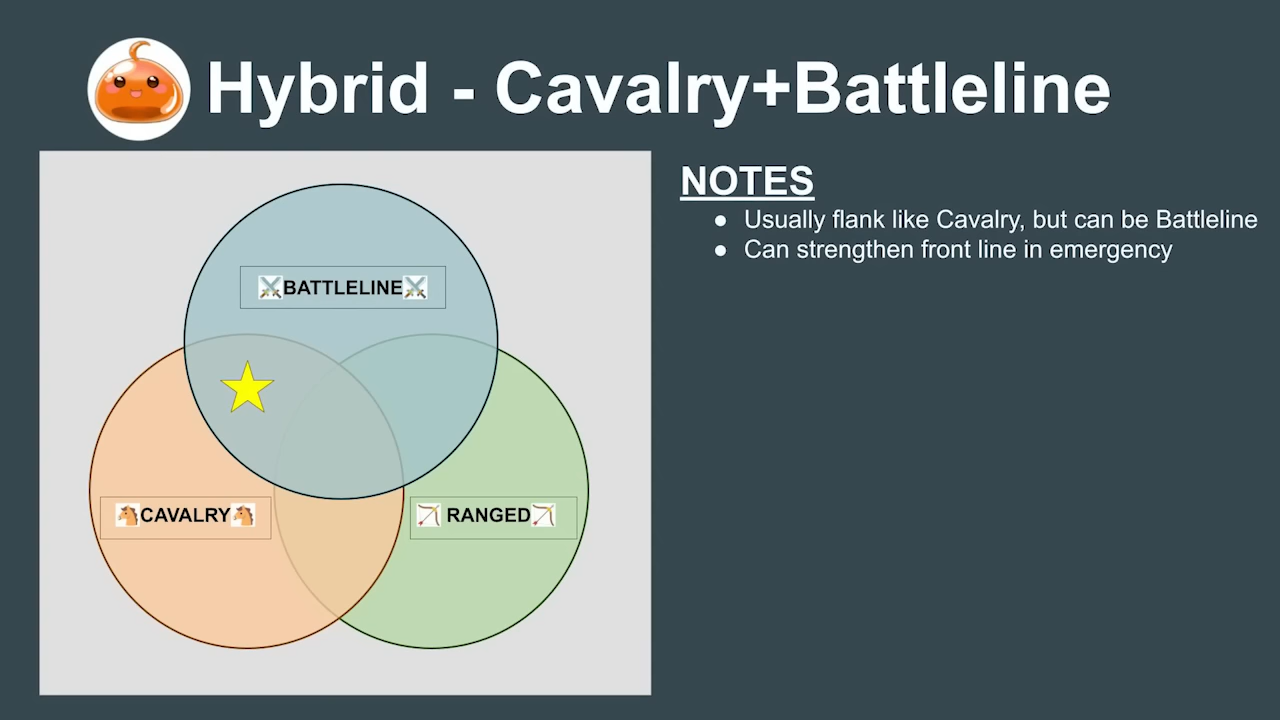 Hybrid - Cavalry+Battleline
NOTES
● Usually flank like Cavalry, but can be Battleline
● Can strengthen front line in emergency
⚔️BATTLELINE⚔️
🐴CAVALRY🐴
🏹 RANGED🏹